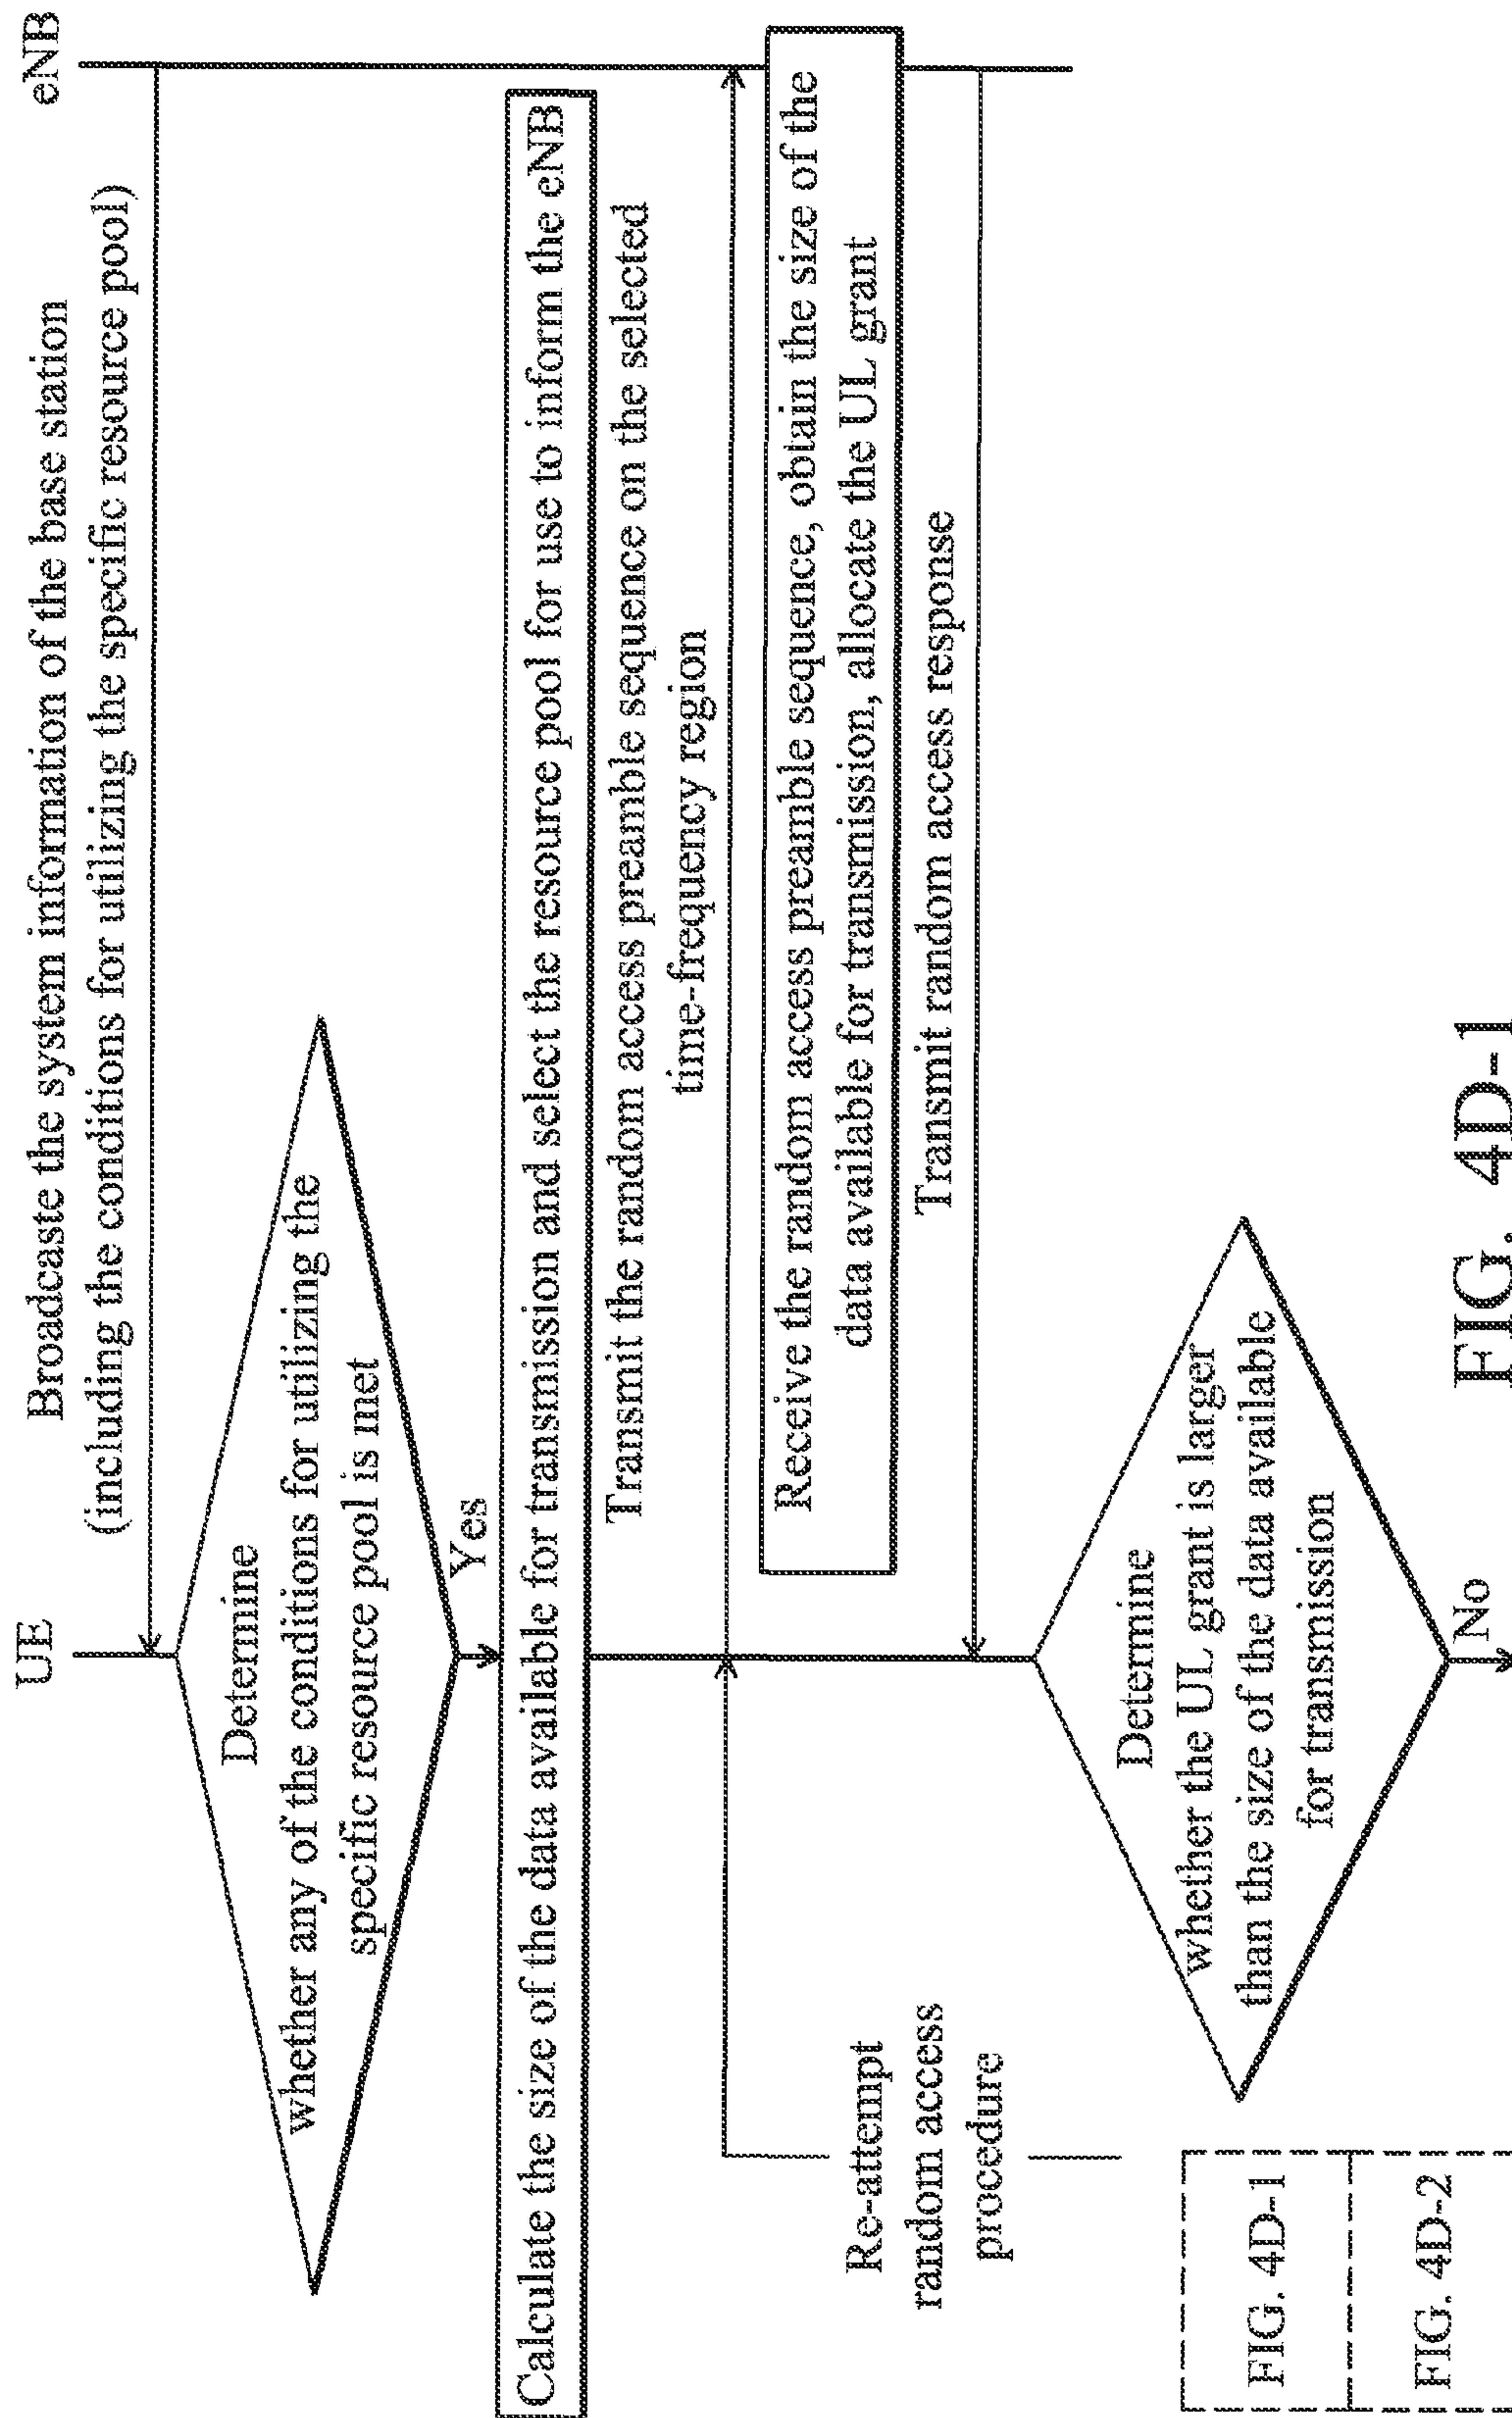 UE
eNB
Broadcaste the system information of the base station
(including the conditions for utilizing the specific resource pool)
Determine
whether any of the conditions for utilizing the
specific resource pool is met
Yes
Calculate the size of the data available for transmission and select the resource pool for use to inform the eNB
Transmit the random access preamble sequence on the selected
time-frequency region
Receive the random access preamble sequence, obtain the size of the
data available for transmission, allocate the UL grant
Transmit random access response
Re-attempt
random access
procedure
Determine
whether the UL grant is larger
than the size of the data available
for transmission
No
FIG. 4D-1
FIG. 4D-2
FIG. 4D-1